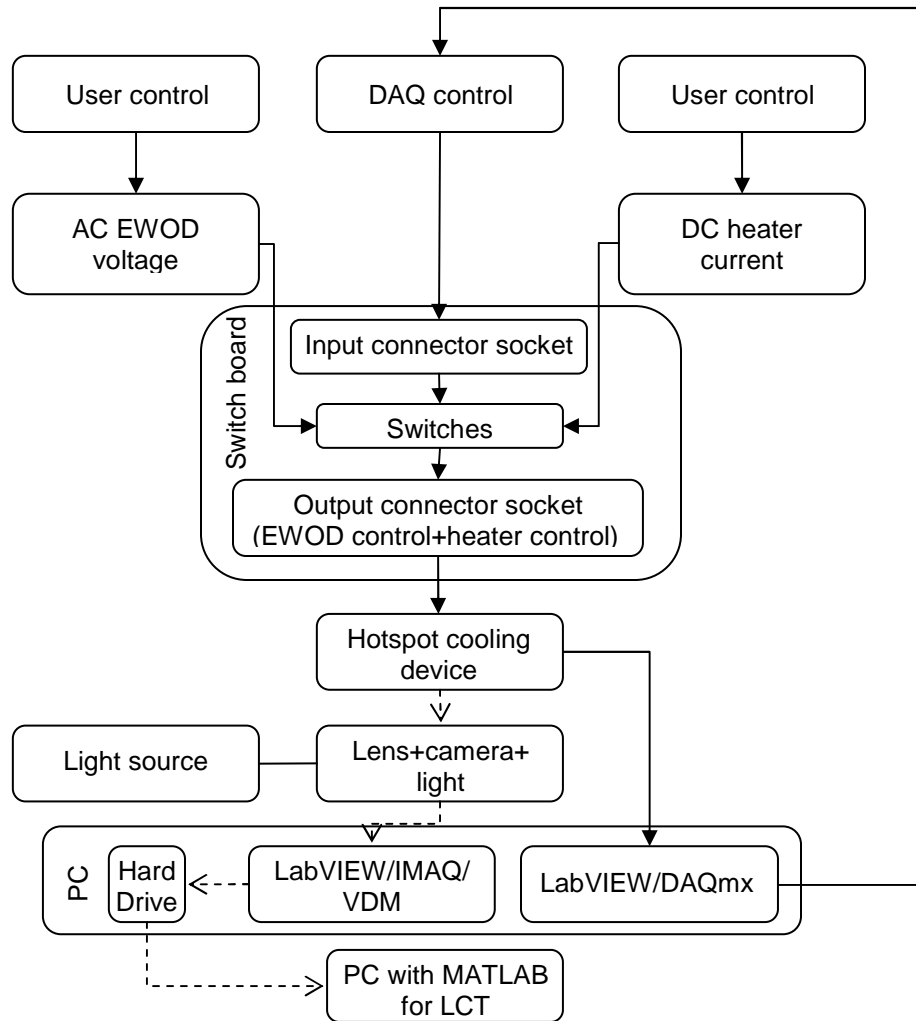 User control
DAQ control
User control
AC EWOD
voltage
DC heater
current
Switch board
Input connector socket
Switches
Output connector socket
(EWOD control+heater control)
Hotspot cooling
device
Light source
Lens+camera+
light
PC
Hard
Drive
LabVIEW/IMAQ/
VDM
LabVIEW/DAQmx
PC with MATLAB
for LCT